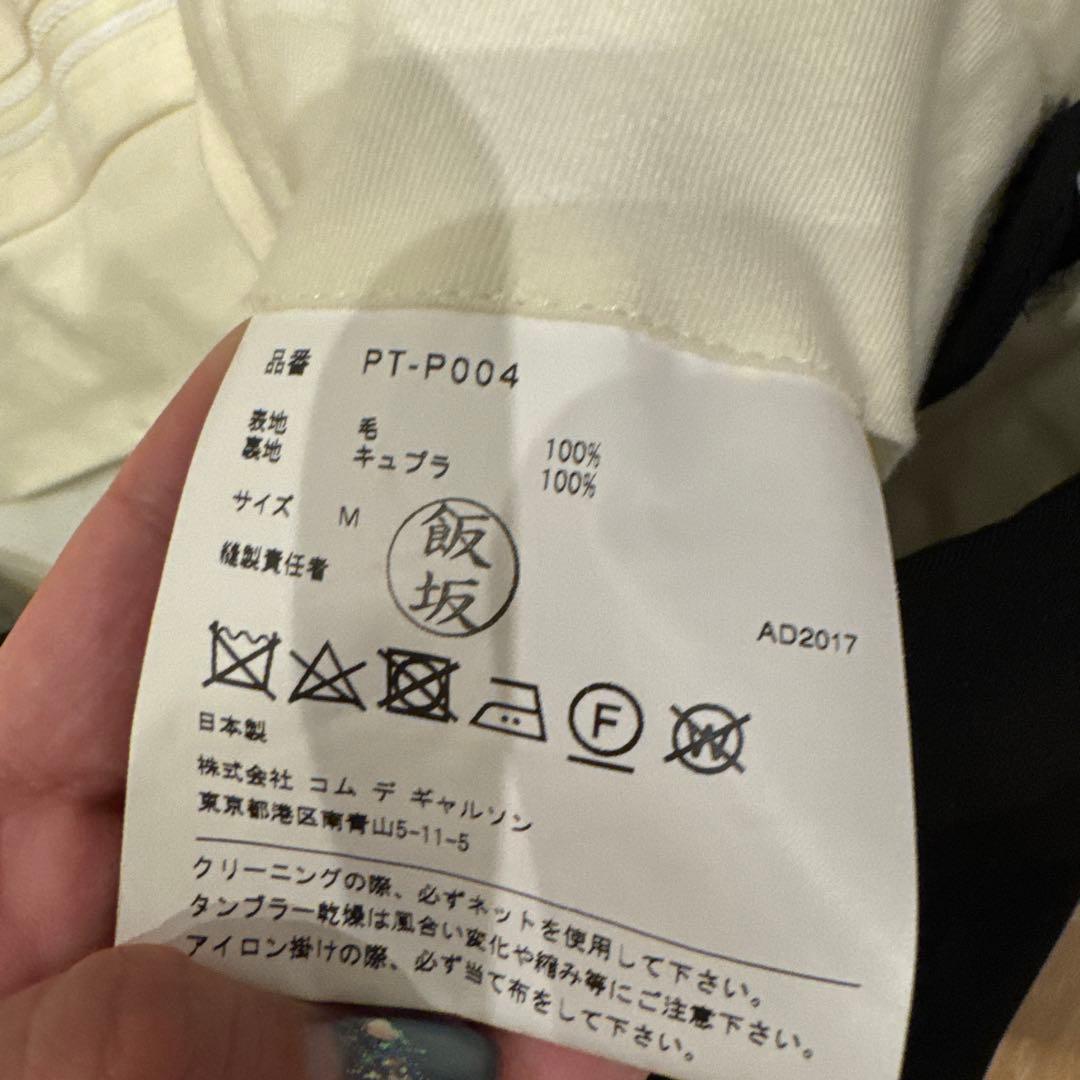 品番 PT-P004
表地 毛 100%
裏地 キュプラ 100%
サイズ M
縫製責任者 飯坂
AD2017
F W
日本製
株式会社 コム デ ギャルソン
東京都港区南青山5-11-5
クリーニングの際、必ずネットを使用して下さい。
タンブラー乾燥は風合い変化や縮み等にご注意下さい。
アイロン掛けの際、必ず当て布をして下さい。